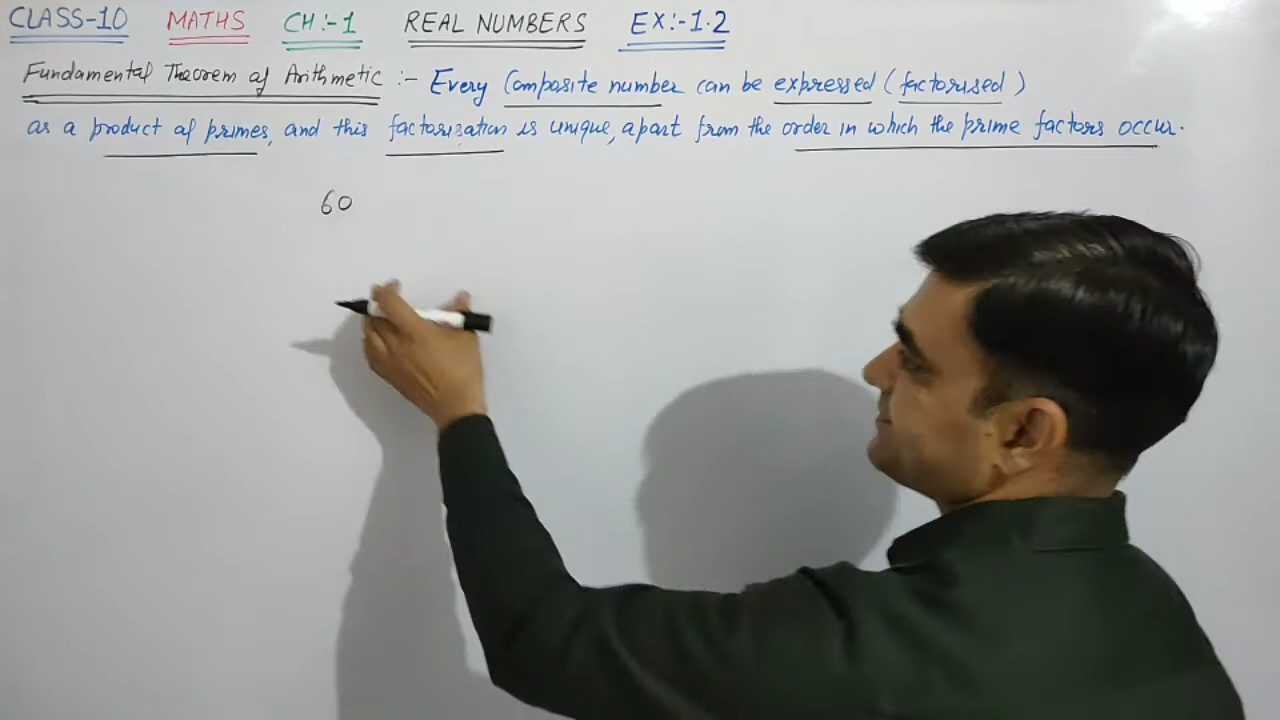 CLASS-10 MATHS CH:-1 REAL NUMBERS EX:-1.2
Fundamental Theorem of Arithmetic :- Every Composite number can be expressed (factorised)
as a product of primes, and this factorisation is unique, apart from the order in which the prime factors occur.
60